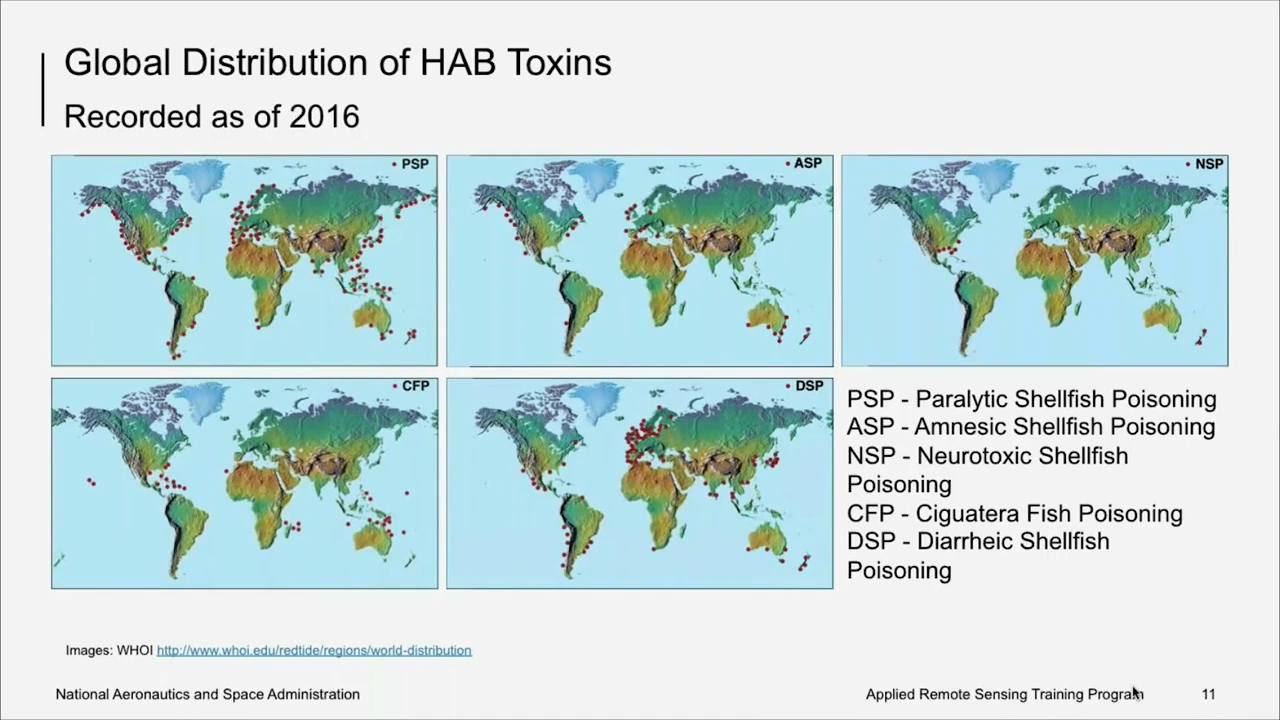 Global Distribution of HAB Toxins
Recorded as of 2016
PSP
ASP
NSP
CFP
DSP
PSP - Paralytic Shellfish Poisoning
ASP - Amnesic Shellfish Poisoning
NSP - Neurotoxic Shellfish
Poisoning
CFP - Ciguatera Fish Poisoning
DSP - Diarrheic Shellfish
Poisoning
Images: WHOI http://www.whoi.edu/redtide/regions/world-distribution
National Aeronautics and Space Administration
Applied Remote Sensing Training Program
11